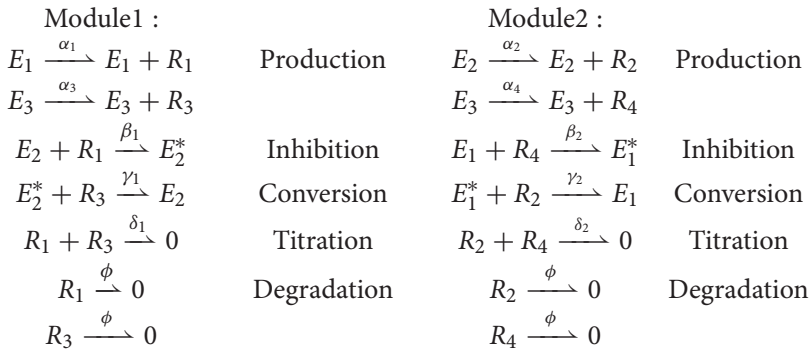 Module1 : Module2 :
E₁ —α₁⇀ E₁ + R₁ Production E₂ —α₂⇀ E₂ + R₂ Production
E₃ —α₃⇀ E₃ + R₃ E₃ —α₄⇀ E₃ + R₄
E₂ + R₁ —β₁⇀ E₂* Inhibition E₁ + R₄ —β₂⇀ E₁* Inhibition
E₂* + R₃ —γ₁⇀ E₂ Conversion E₁* + R₂ —γ₂⇀ E₁ Conversion
R₁ + R₃ —δ₁⇀ 0 Titration R₂ + R₄ —δ₂⇀ 0 Titration
R₁ —ϕ⇀ 0 Degradation R₂ —ϕ⇀ 0 Degradation
R₃ —ϕ⇀ 0 R₄ —ϕ⇀ 0